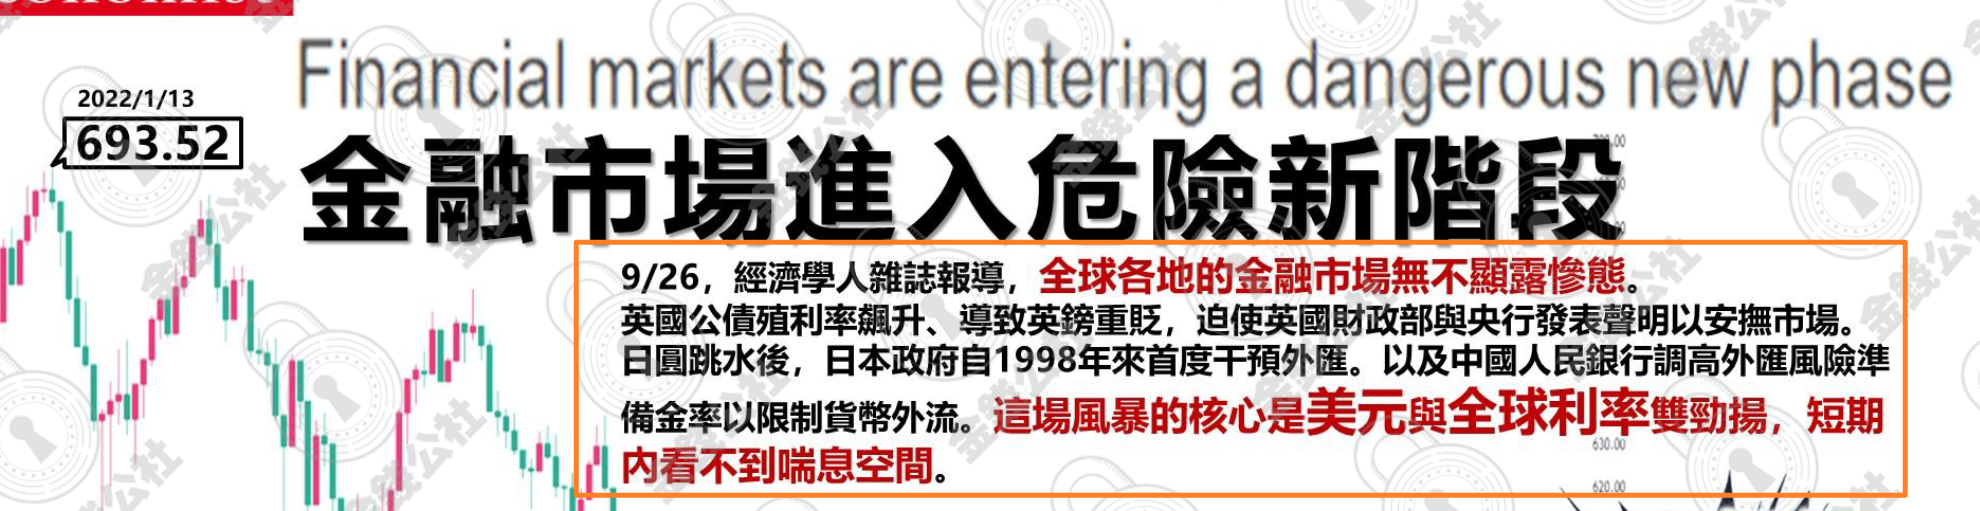 Financial markets are entering a dangerous new phase
2022/1/13
693.52
金融市場進入危險新階段
9/26，經濟學人雜誌報導，全球各地的金融市場無不顯露慘態。
英國公債殖利率飆升、導致英鎊重貶，迫使英國財政部與央行發表聲明以安撫市場。
日圓跳水後，日本政府自1998年來首度干預外匯。以及中國人民銀行調高外匯風險準
備金率以限制貨幣外流。這場風暴的核心是美元與全球利率雙勁揚，短期
內看不到喘息空間。
630.00
620.00
金錢公社